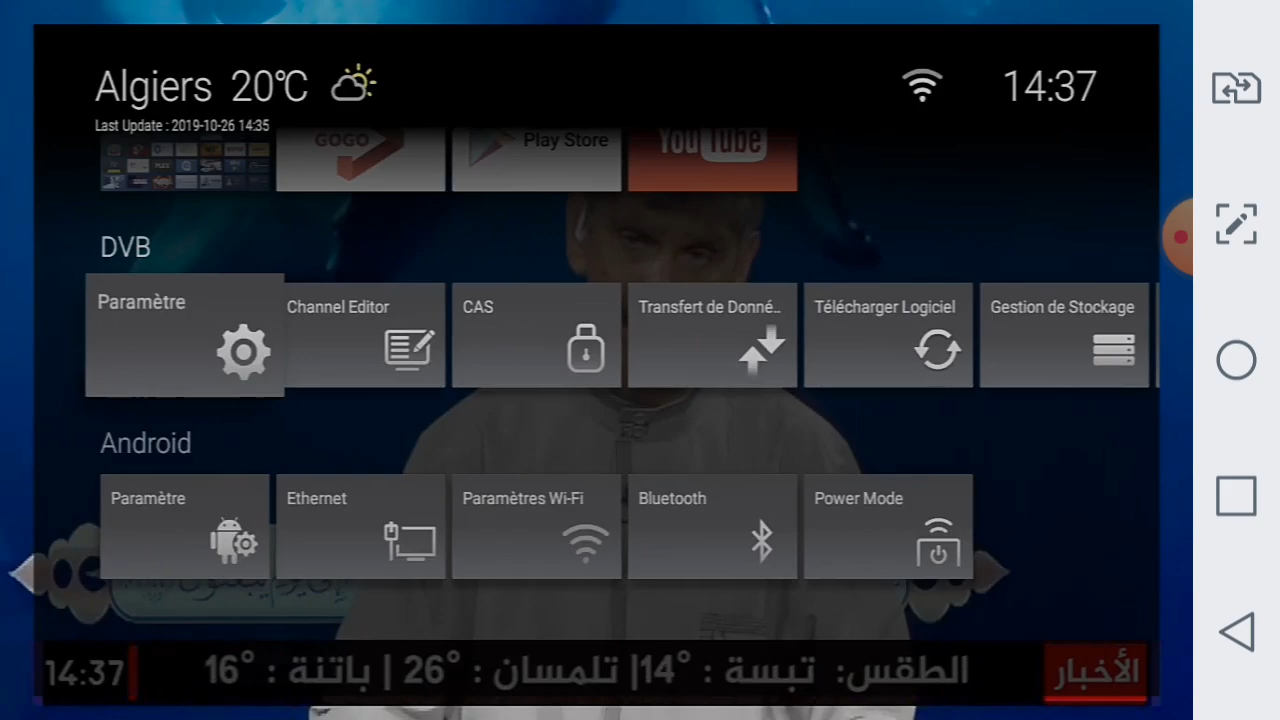 Algiers 20℃
14:37
Last Update : 2019-10-26 14:35
GOGO
Play Store
YouTube
DVB
Paramètre
Channel Editor
CAS
Transfert de Donné..
Télécharger Logiciel
Gestion de Stockage
Android
Paramètre
Ethernet
Paramètres Wi-Fi
Bluetooth
Power Mode
الأخبار
الطقس: تبسة : °14| تلمسان : °26 | باتنة : °16
14:37